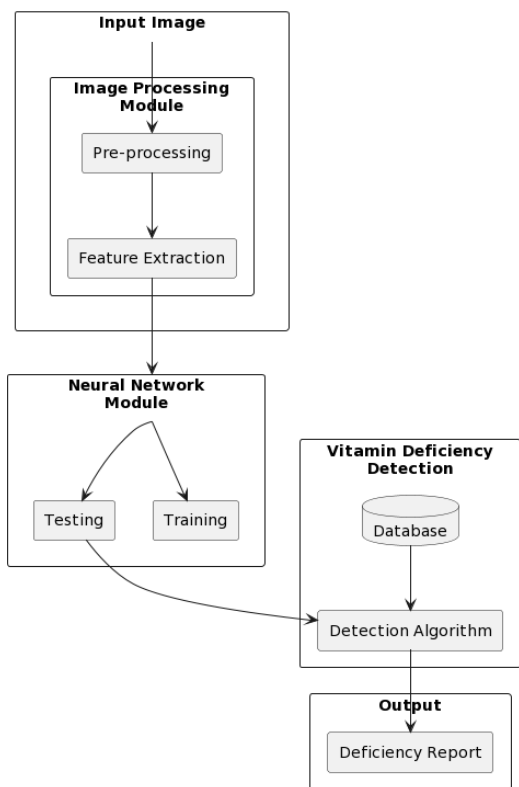 Input Image
Image Processing
Module
Pre-processing
Feature Extraction
Neural Network
Module
Testing
Training
Vitamin Deficiency
Detection
Database
Detection Algorithm
Output
Deficiency Report